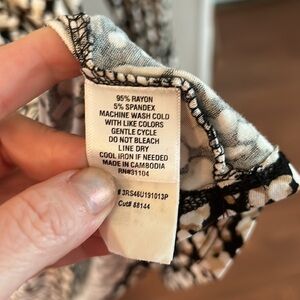 95% RAYON
5% SPANDEX
MACHINE WASH COLD
WITH LIKE COLORS
GENTLE CYCLE
DO NOT BLEACH
LINE DRY
COOL IRON IF NEEDED
MADE IN CAMBODIA
RN#31104
#3RS46U191013P
Cut# 88144